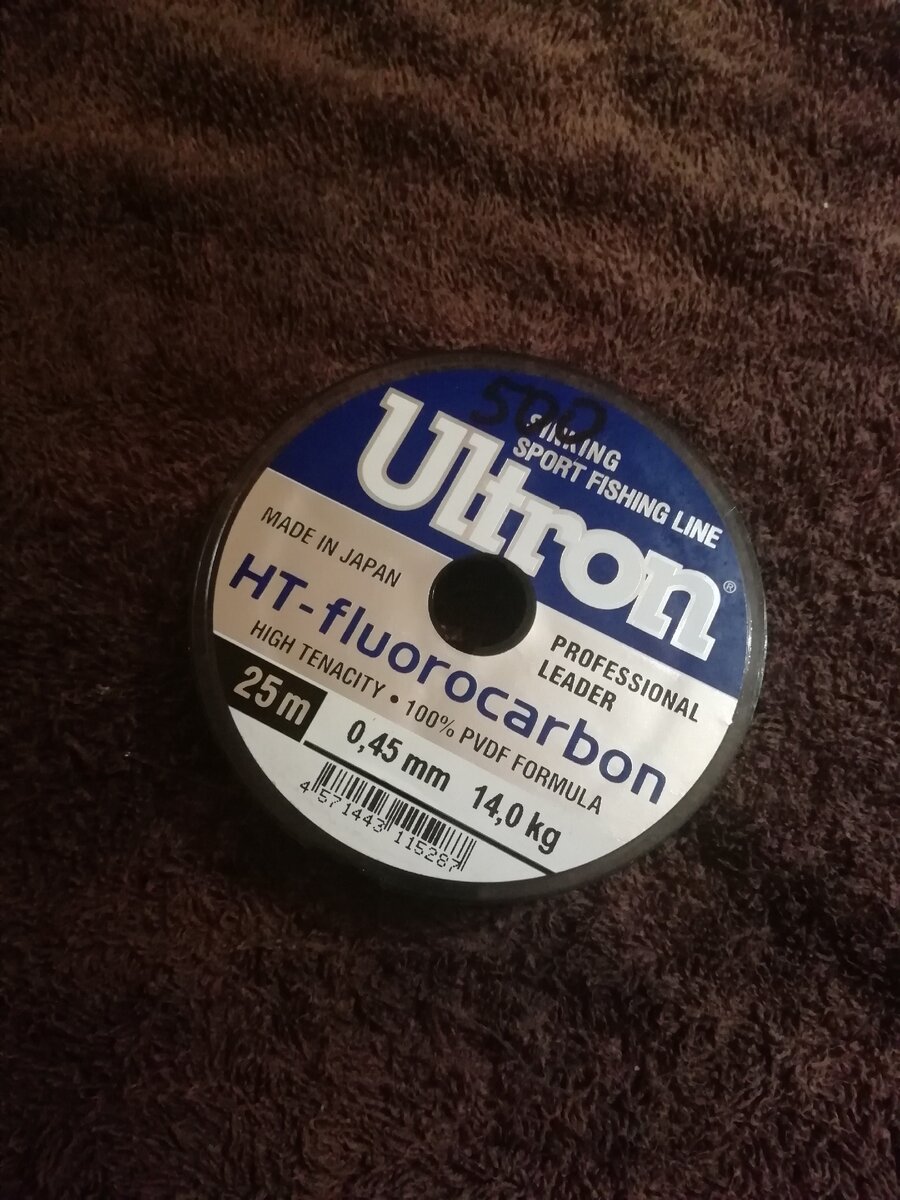 500
SINKING
SPORT FISHING LINE
Ultron®
MADE IN JAPAN
HT-fluorocarbon
PROFESSIONAL
LEADER
HIGH TENACITY • 100% PVDF FORMULA
25 m
0,45 mm 14,0 kg
4 571443 115287